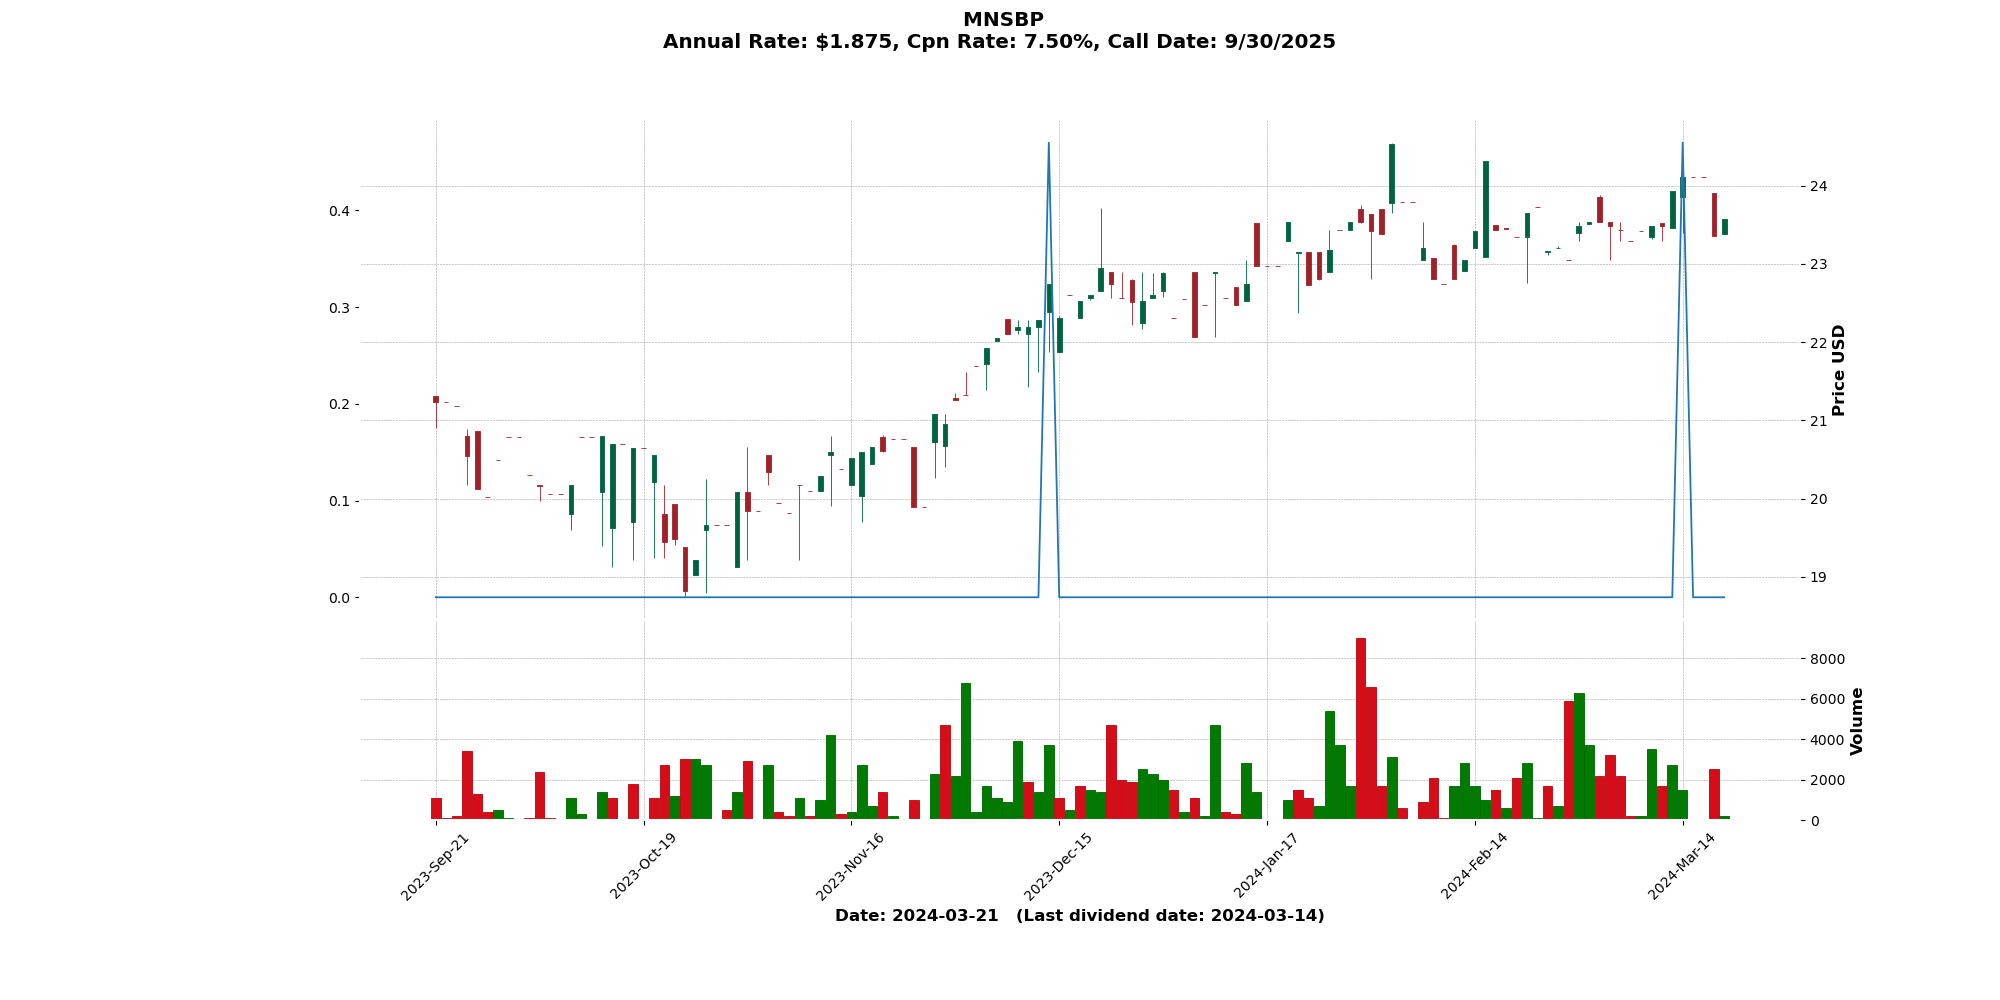 MNSBP
Annual Rate: $1.875, Cpn Rate: 7.50%, Call Date: 9/30/2025
0.4
0.3
0.2
0.1
0.0
24
23
22
21
20
19
Price USD
8000
6000
4000
2000
0
Volume
2023-Sep-21
2023-Oct-19
2023-Nov-16
2023-Dec-15
2024-Jan-17
2024-Feb-14
2024-Mar-14
Date: 2024-03-21 (Last dividend date: 2024-03-14)